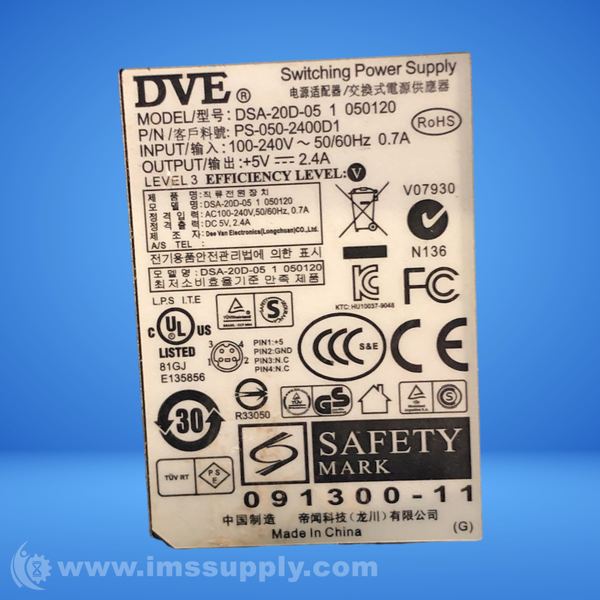 DVE ®
Switching Power Supply
电源适配器/交換式電源供應器
MODEL/型号: DSA-20D-05 1 050120
P/N /客戶料號: PS-050-2400D1
INPUT/输入: 100-240V ~ 50/60Hz 0.7A
RoHS
OUTPUT/输出: +5V ⎓ 2.4A
LEVEL 3 EFFICIENCY LEVEL: V
제 품 명 : 직류전원장치
모 델 명 : DSA-20D-05 1 050120
정격입력 : AC100-240V,50/60Hz, 0.7A
정격출력 : DC 5V, 2.4A
제 조 자 : Dee Van Electronics(Longchuan)CO.,Ltd.
A/S TEL :
V07930
N136
전기용품안전관리법에 의한 표시
모델명 : DSA-20D-05 1 050120
최저소비효율기준 만족 제품
KC FC
KTC: HU10037-9048
L.P.S I.T.E
c UL us
LISTED
81GJ
E135856
PIN1:+5
PIN2:GND
PIN3:N.C
PIN4:N.C
CCC S&E
CE
30
R33050
GS
S
SAFETY
MARK
TÜV RT
PS
E
091300-11
中国制造 帝闻科技(龙川)有限公司
Made In China
(G)
© www.imssupply.com